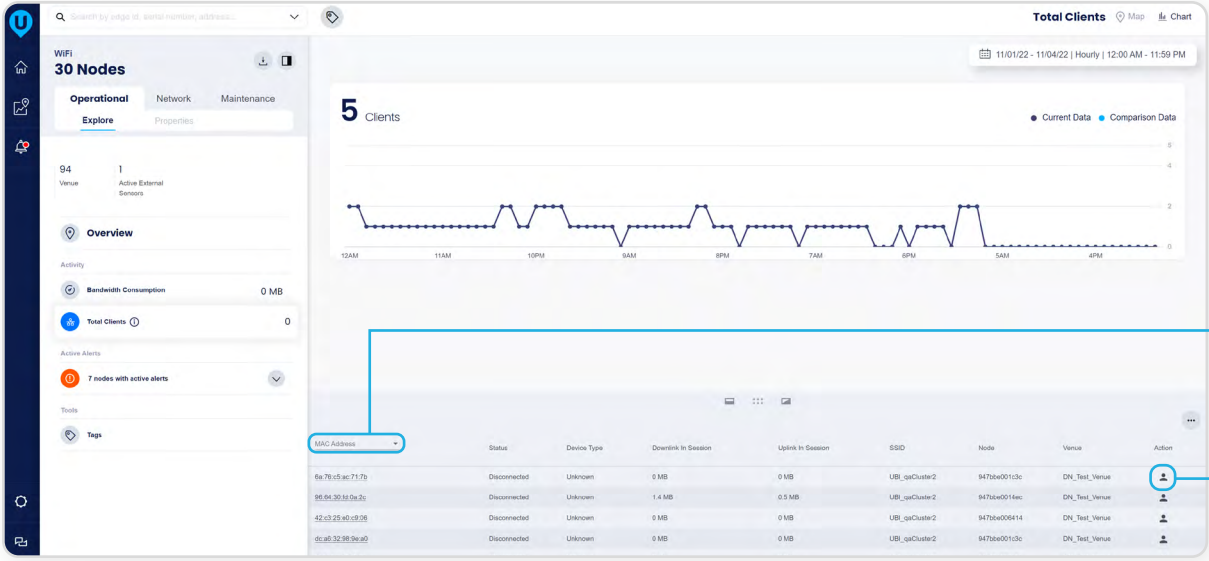 Search by edge id, serial number, address...
Total Clients Map Chart
WiFi
30 Nodes
11/01/22 - 11/04/22 | Hourly | 12:00 AM - 11:59 PM
Operational Network Maintenance
Explore Properties
94 1
Venue Active External
Sensors
Overview
Activity
Bandwidth Consumption 0 MB
Total Clients 0
Active Alerts
7 nodes with active alerts
Tools
Tags
5 Clients
Current Data Comparison Data
4
2
0
12AM 11AM 10PM 9AM 8PM 7AM 6PM 5AM 4PM
MAC Address Status Device Type Downlink In Session Uplink In Session SSID Node Venue Action
6a:76:c5:ac:71:7b Disconnected Unknown 0 MB 0 MB UBI_qaCluster2 947bbe001c3c DN_Test_Venue
96:64:30:fd:0a:2c Disconnected Unknown 1.4 MB 0.5 MB UBI_qaCluster2 947bbe0014ec DN_Test_Venue
42:c3:25:e0:c9:06 Disconnected Unknown 0 MB 0 MB UBI_qaCluster2 947bbe006414 DN_Test_Venue
dc:a6:32:98:9e:a0 Disconnected Unknown 0 MB 0 MB UBI_qaCluster2 947bbe001c3c DN_Test_Venue